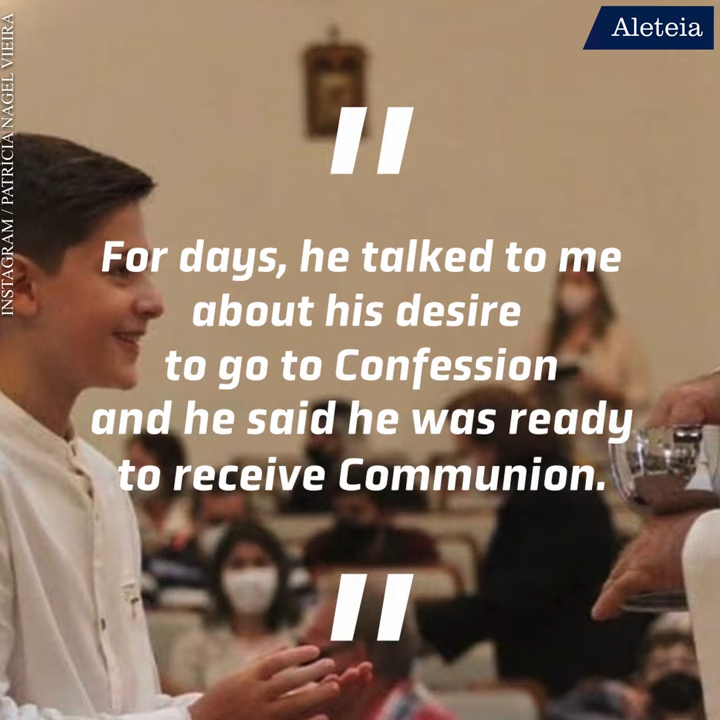 Aleteia
INSTAGRAM / PATRICIA NAGEL VIEIRA
"
For days, he talked to me
about his desire
to go to Confession
and he said he was ready
to receive Communion.
"